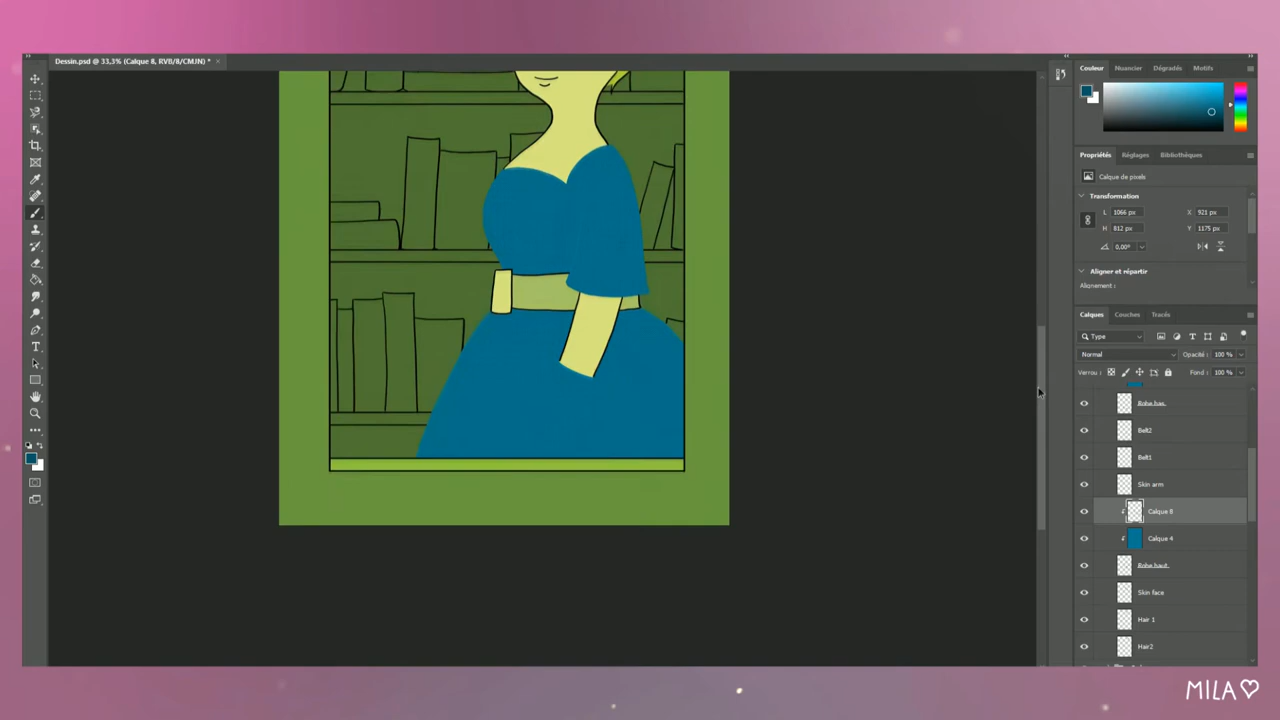 Dessin.psd @ 33,3% (Calque 8, RVB/8/CMJN) * ×
Couleur Nuancier Dégradés Motifs
Propriétés Réglages Bibliothèques
Calque de pixels
Transformation
L 1066 px X 921 px
H 812 px Y 1175 px
0,00°
Aligner et répartir
Alignement :
Calques Couches Tracés
Type
Normal Opacité : 100 %
Verrou : Fond : 100 %
Robe bas
Belt2
Belt1
Skin arm
Calque 8
Calque 4
Robe haut
Skin face
Hair 1
Hair2
MILA